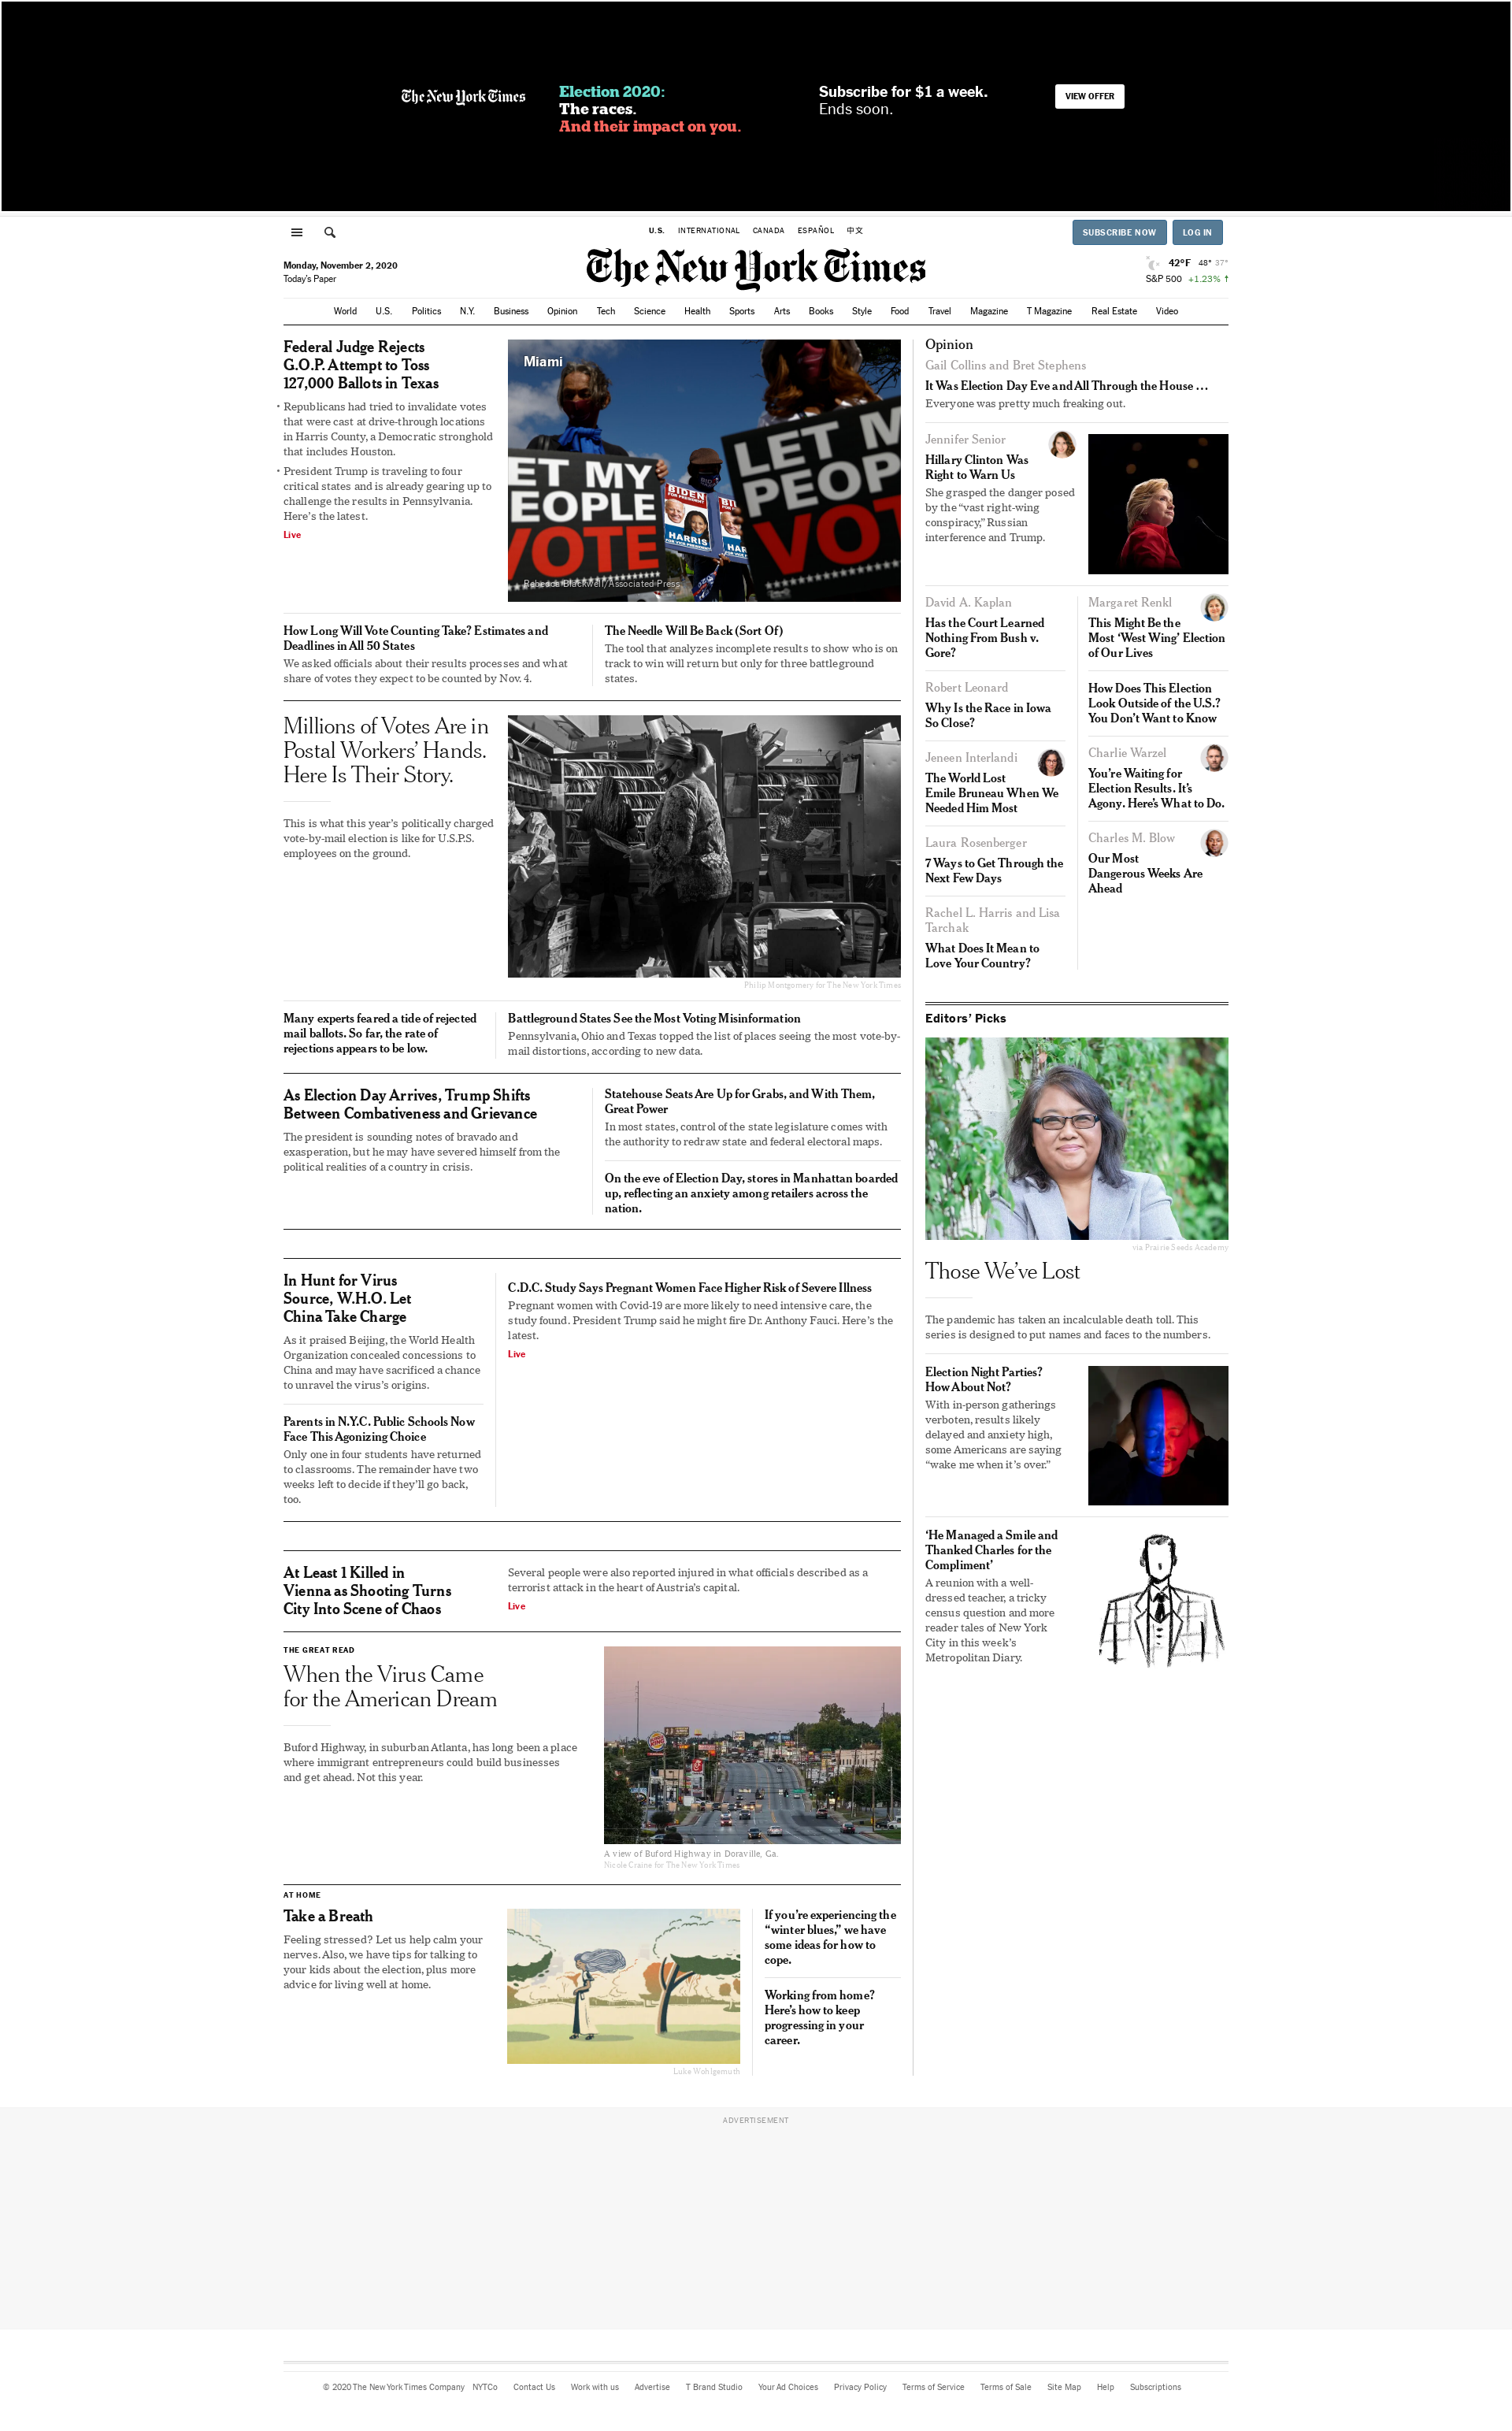 The New York Times
Election 2020:
The races.
And their impact on you.
Subscribe for $1 a week.
Ends soon.
VIEW OFFER
U.S. INTERNATIONAL CANADA ESPAÑOL 中文
SUBSCRIBE NOW LOG IN
Monday, November 2, 2020
Today's Paper
The New York Times
42°F 48° 37°
S&P 500 +1.23% ↑
World U.S. Politics N.Y. Business Opinion Tech Science Health Sports Arts Books Style Food Travel Magazine T Magazine Real Estate Video
Federal Judge Rejects
G.O.P. Attempt to Toss
127,000 Ballots in Texas
• Republicans had tried to invalidate votes
that were cast at drive-through locations
in Harris County, a Democratic stronghold
that includes Houston.
• President Trump is traveling to four
critical states and is already gearing up to
challenge the results in Pennsylvania.
Here's the latest.
Live
Miami
LET MY
PEOPLE
VOTE
BIDEN
PRESIDENT
HARRIS
LET M
PEOP
VOT
Rebecca Blackwell/Associated Press
How Long Will Vote Counting Take? Estimates and
Deadlines in All 50 States
We asked officials about their results processes and what
share of votes they expect to be counted by Nov. 4.
The Needle Will Be Back (Sort Of)
The tool that analyzes incomplete results to show who is on
track to win will return but only for three battleground
states.
Millions of Votes Are in
Postal Workers' Hands.
Here Is Their Story.
This is what this year's politically charged
vote-by-mail election is like for U.S.P.S.
employees on the ground.
Philip Montgomery for The New York Times
Many experts feared a tide of rejected
mail ballots. So far, the rate of
rejections appears to be low.
Battleground States See the Most Voting Misinformation
Pennsylvania, Ohio and Texas topped the list of places seeing the most vote-by-
mail distortions, according to new data.
As Election Day Arrives, Trump Shifts
Between Combativeness and Grievance
The president is sounding notes of bravado and
exasperation, but he may have severed himself from the
political realities of a country in crisis.
Statehouse Seats Are Up for Grabs, and With Them,
Great Power
In most states, control of the state legislature comes with
the authority to redraw state and federal electoral maps.
On the eve of Election Day, stores in Manhattan boarded
up, reflecting an anxiety among retailers across the
nation.
In Hunt for Virus
Source, W.H.O. Let
China Take Charge
As it praised Beijing, the World Health
Organization concealed concessions to
China and may have sacrificed a chance
to unravel the virus's origins.
Parents in N.Y.C. Public Schools Now
Face This Agonizing Choice
Only one in four students have returned
to classrooms. The remainder have two
weeks left to decide if they'll go back,
too.
C.D.C. Study Says Pregnant Women Face Higher Risk of Severe Illness
Pregnant women with Covid-19 are more likely to need intensive care, the
study found. President Trump said he might fire Dr. Anthony Fauci. Here's the
latest.
Live
At Least 1 Killed in
Vienna as Shooting Turns
City Into Scene of Chaos
Several people were also reported injured in what officials described as a
terrorist attack in the heart of Austria's capital.
Live
THE GREAT READ
When the Virus Came
for the American Dream
Buford Highway, in suburban Atlanta, has long been a place
where immigrant entrepreneurs could build businesses
and get ahead. Not this year.
A view of Buford Highway in Doraville, Ga.
Nicole Craine for The New York Times
AT HOME
Take a Breath
Feeling stressed? Let us help calm your
nerves. Also, we have tips for talking to
your kids about the election, plus more
advice for living well at home.
Luke Wohlgemuth
If you're experiencing the
“winter blues,” we have
some ideas for how to
cope.
Working from home?
Here's how to keep
progressing in your
career.
Opinion
Gail Collins and Bret Stephens
It Was Election Day Eve and All Through the House …
Everyone was pretty much freaking out.
Jennifer Senior
Hillary Clinton Was
Right to Warn Us
She grasped the danger posed
by the “vast right-wing
conspiracy,” Russian
interference and Trump.
David A. Kaplan
Has the Court Learned
Nothing From Bush v.
Gore?
Robert Leonard
Why Is the Race in Iowa
So Close?
Jeneen Interlandi
The World Lost
Emile Bruneau When We
Needed Him Most
Laura Rosenberger
7 Ways to Get Through the
Next Few Days
Rachel L. Harris and Lisa
Tarchak
What Does It Mean to
Love Your Country?
Margaret Renkl
This Might Be the
Most ‘West Wing’ Election
of Our Lives
How Does This Election
Look Outside of the U.S.?
You Don't Want to Know
Charlie Warzel
You're Waiting for
Election Results. It's
Agony. Here's What to Do.
Charles M. Blow
Our Most
Dangerous Weeks Are
Ahead
Editors' Picks
via Prairie Seeds Academy
Those We've Lost
The pandemic has taken an incalculable death toll. This
series is designed to put names and faces to the numbers.
Election Night Parties?
How About Not?
With in-person gatherings
verboten, results likely
delayed and anxiety high,
some Americans are saying
“wake me when it's over.”
‘He Managed a Smile and
Thanked Charles for the
Compliment’
A reunion with a well-
dressed teacher, a tricky
census question and more
reader tales of New York
City in this week's
Metropolitan Diary.
ADVERTISEMENT
© 2020 The New York Times Company NYTCo Contact Us Work with us Advertise T Brand Studio Your Ad Choices Privacy Policy Terms of Service Terms of Sale Site Map Help Subscriptions